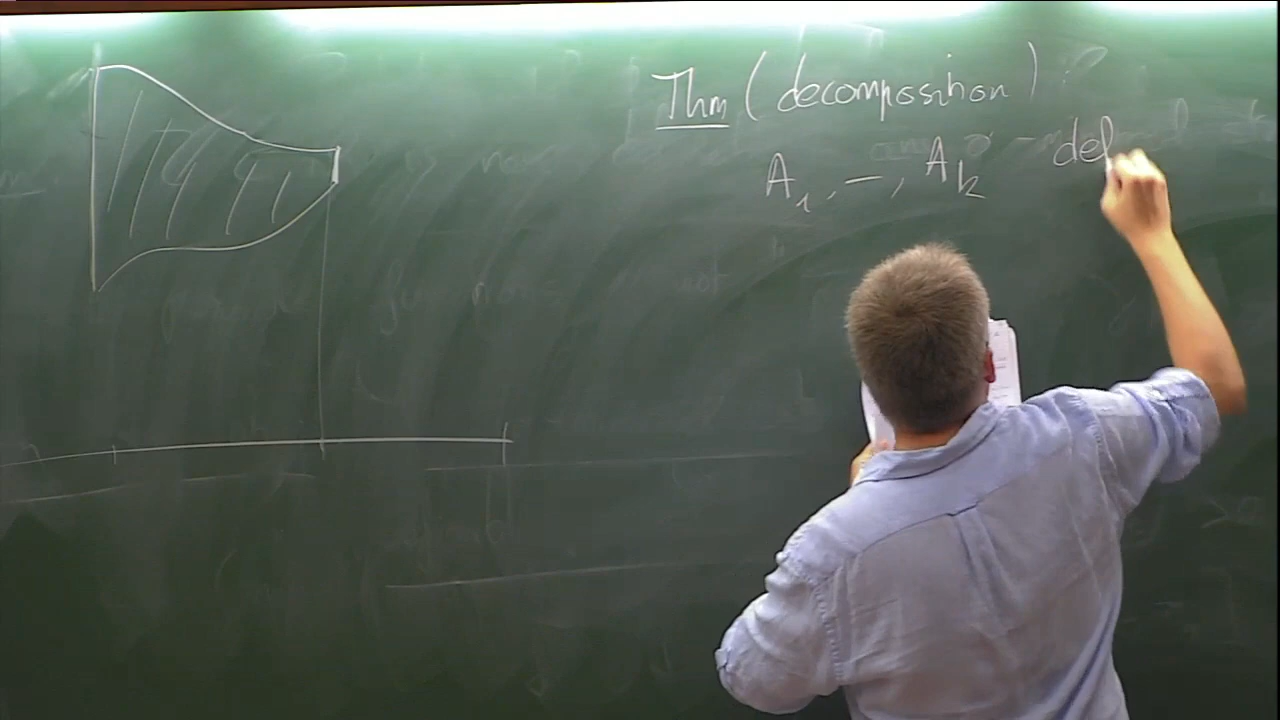 Thm (decomposition):
A₁, –, Aₖ – def